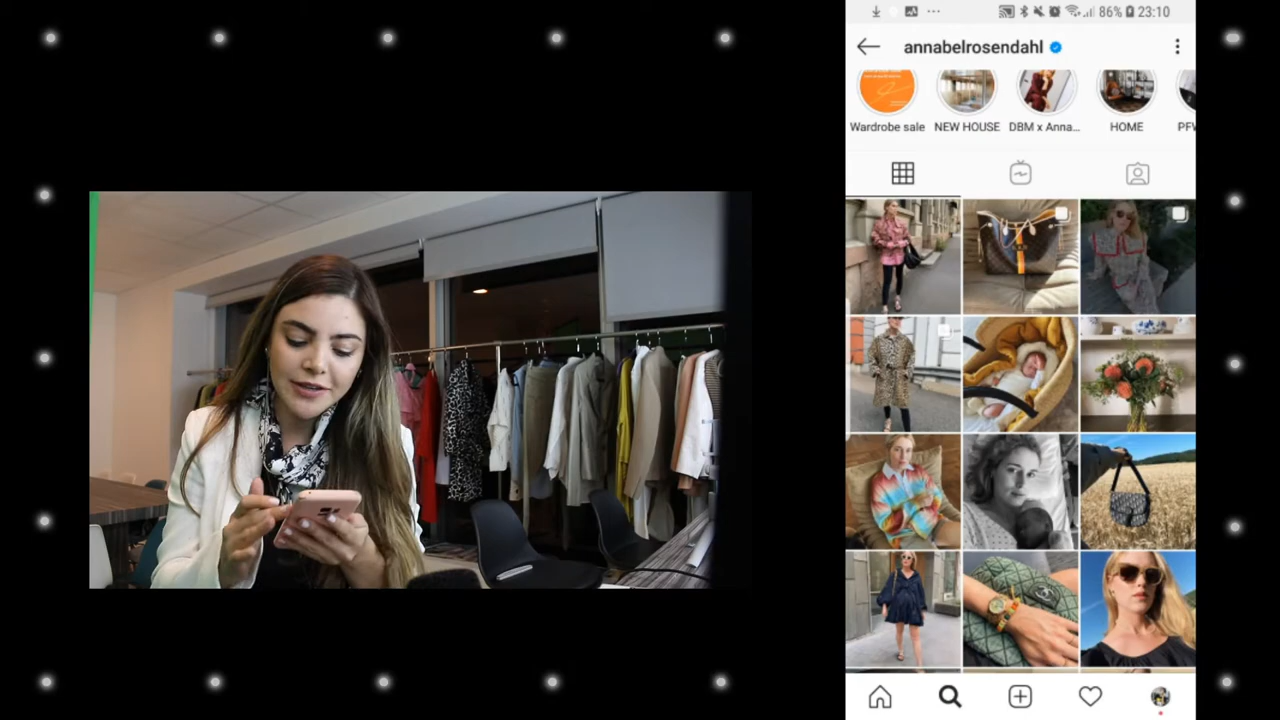 86% 23:10
annabelrosendahl
Wardrobe sale NEW HOUSE DBM x Anna... HOME PFW